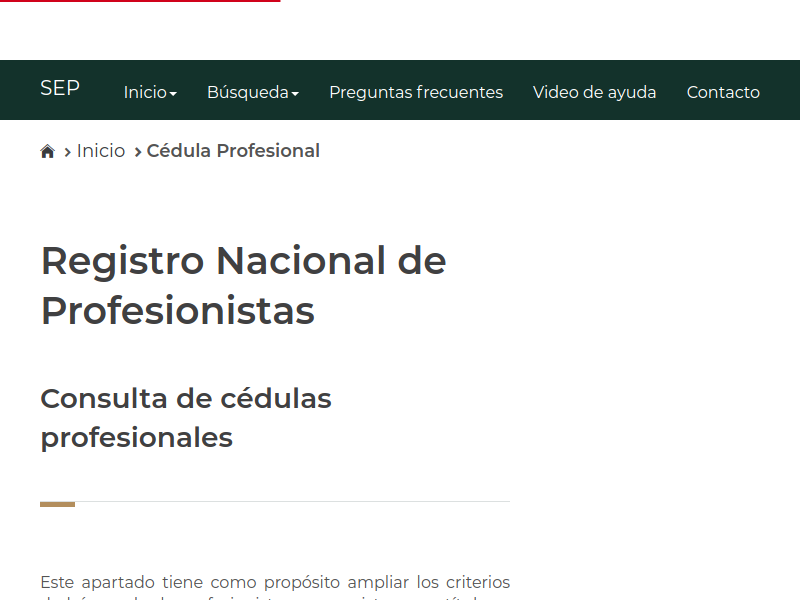 SEP Inicio Búsqueda Preguntas frecuentes Video de ayuda Contacto
Inicio Cédula Profesional
Registro Nacional de
Profesionistas
Consulta de cédulas
profesionales
Este apartado tiene como propósito ampliar los criterios